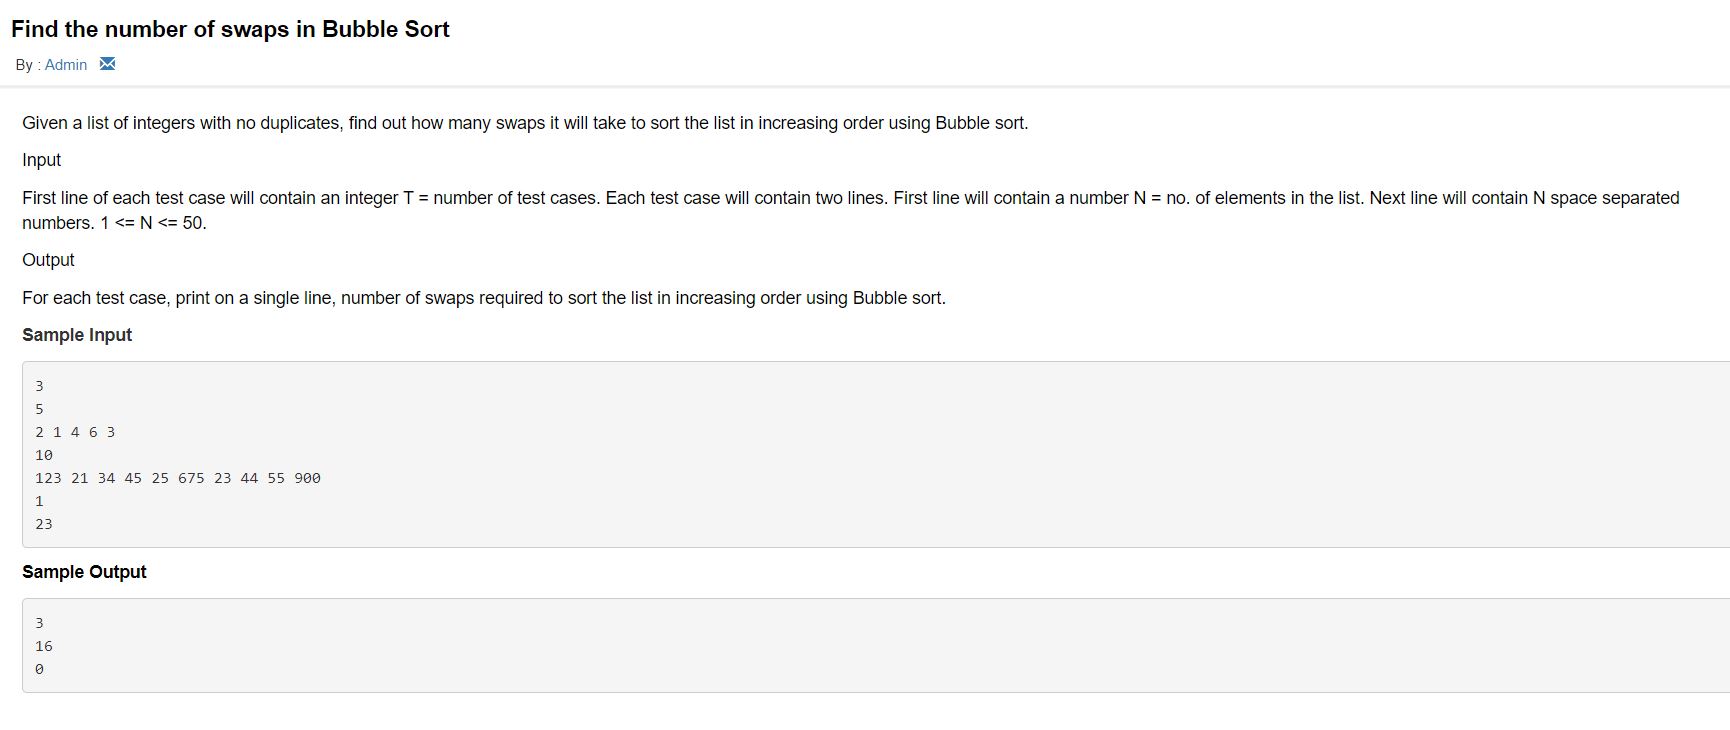 Find the number of swaps in Bubble Sort
By : Admin
Given a list of integers with no duplicates, find out how many swaps it will take to sort the list in increasing order using Bubble sort.
Input
First line of each test case will contain an integer T = number of test cases. Each test case will contain two lines. First line will contain a number N = no. of elements in the list. Next line will contain N space separated
numbers. 1 <= N <= 50.
Output
For each test case, print on a single line, number of swaps required to sort the list in increasing order using Bubble sort.
Sample Input
3
5
2 1 4 6 3
10
123 21 34 45 25 675 23 44 55 900
1
23
Sample Output
3
16
0